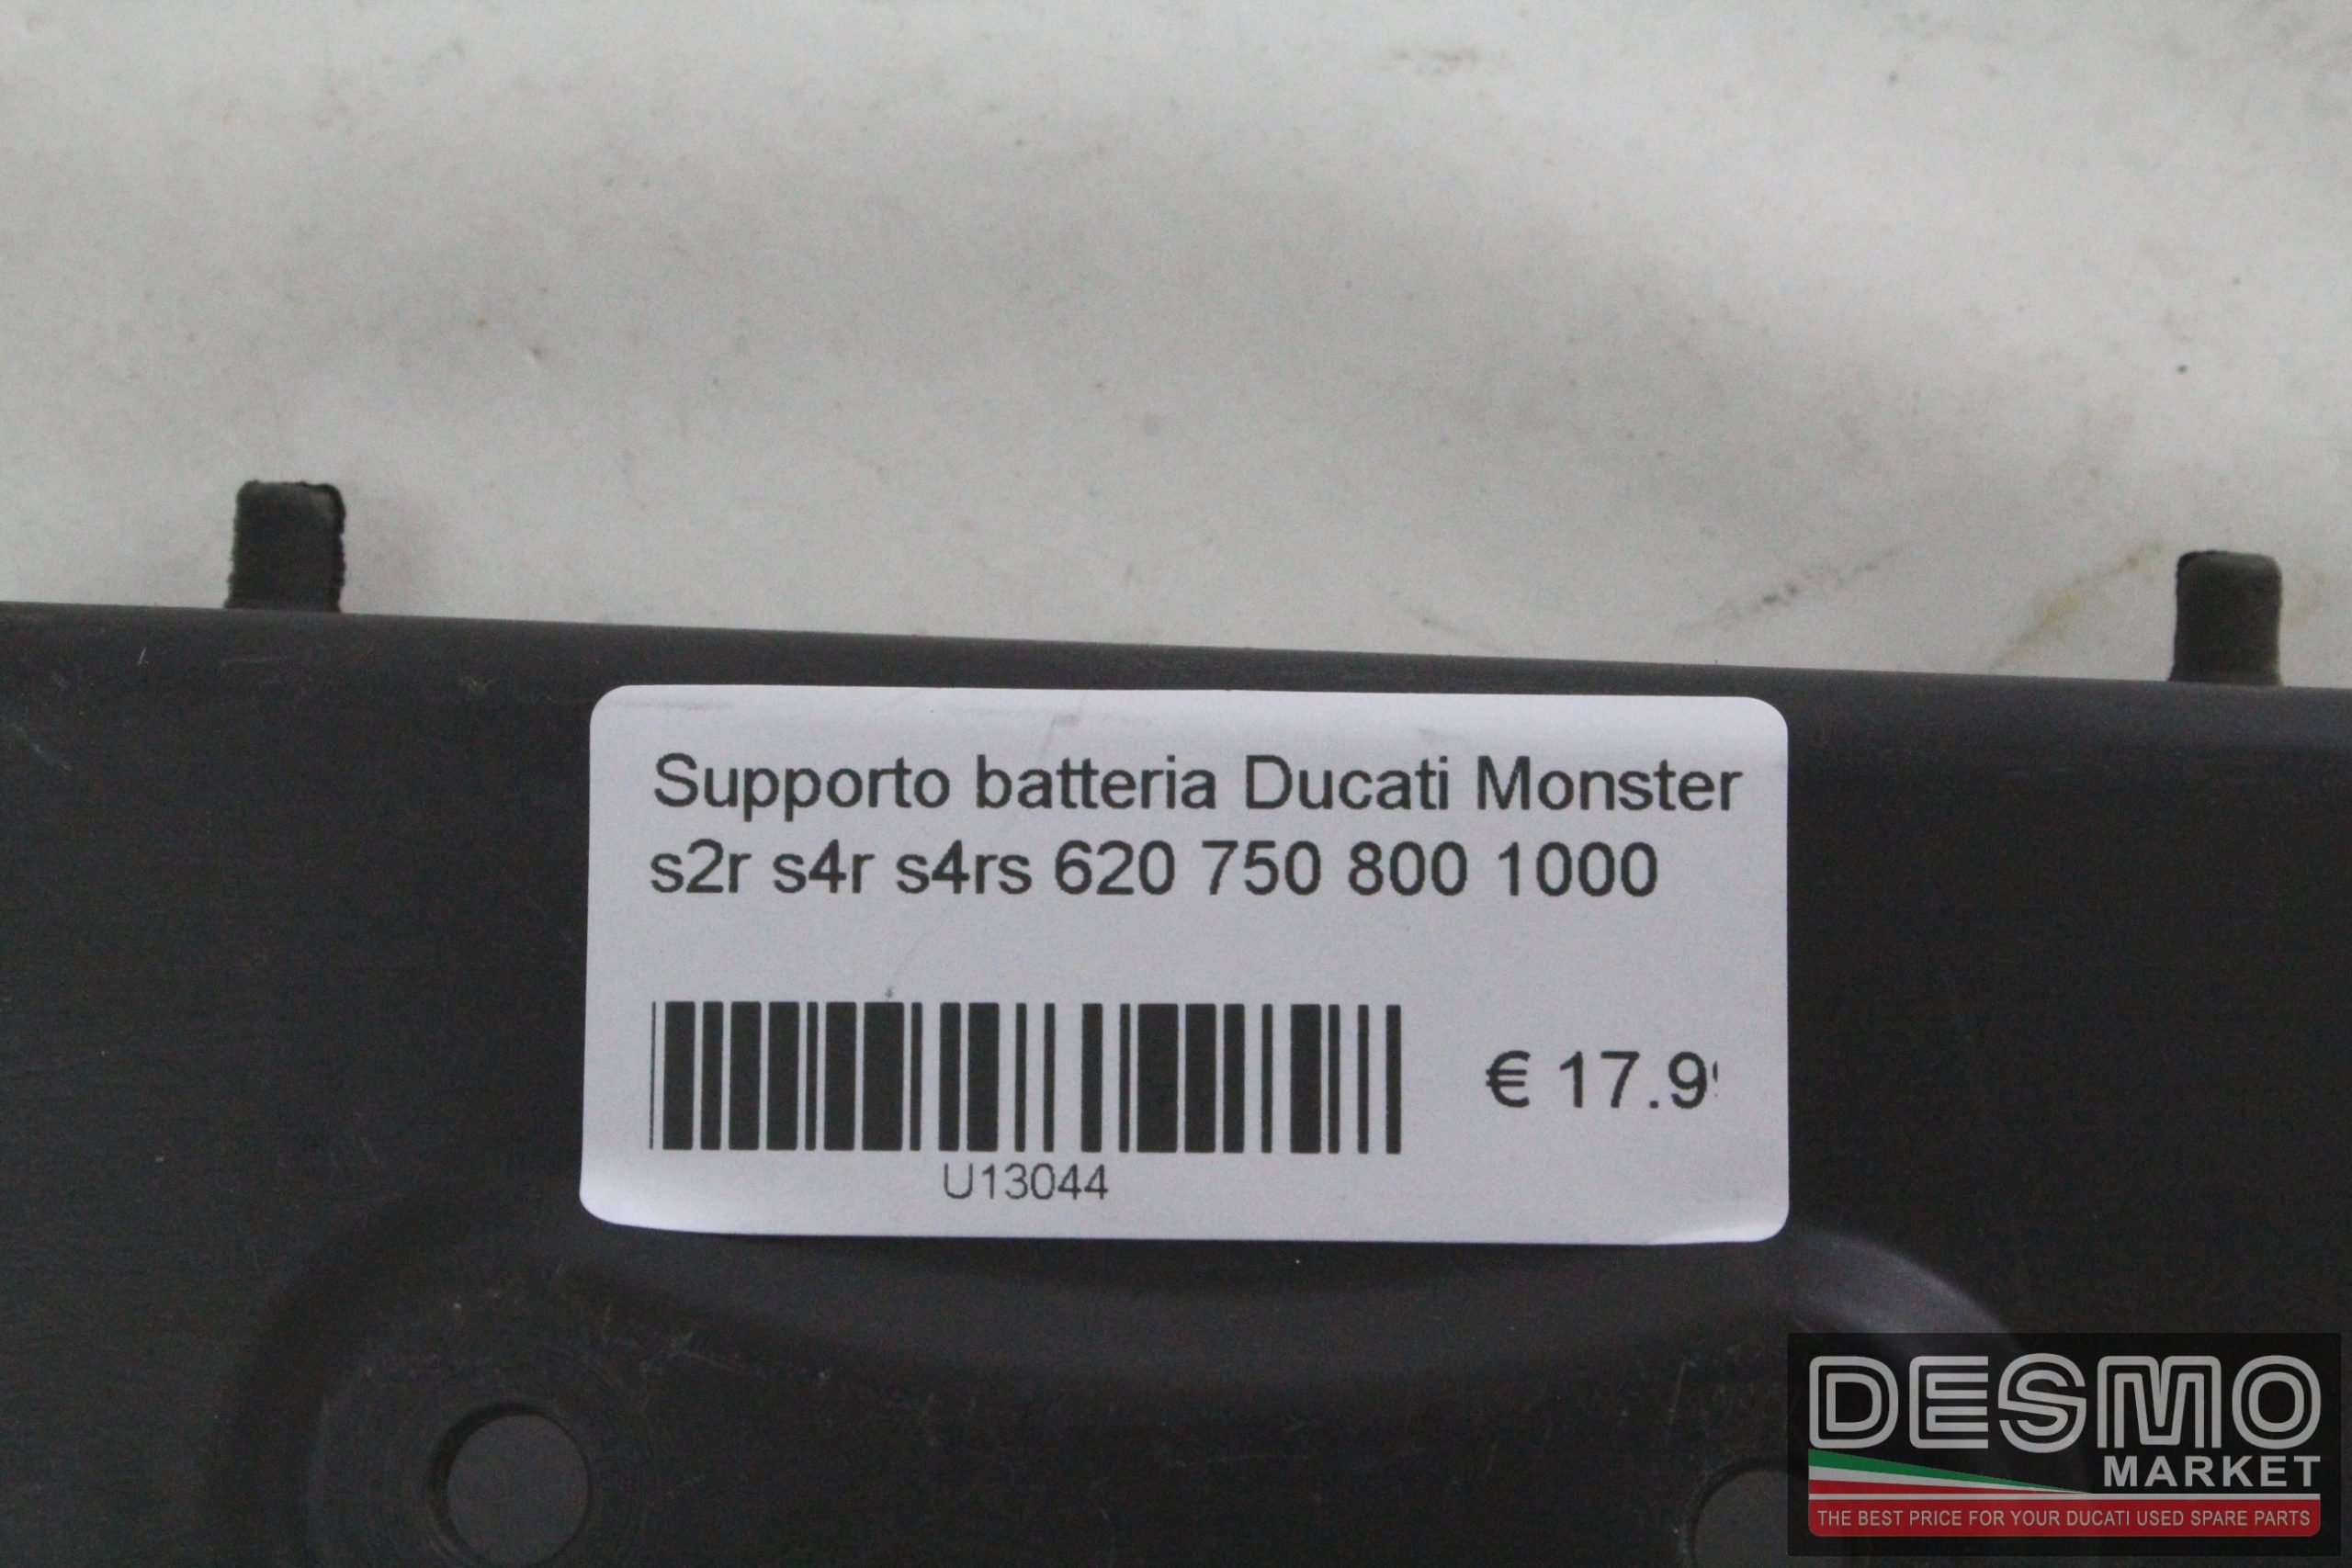 Supporto batteria Ducati Monster
s2r s4r s4rs 620 750 800 1000
€ 17.9
U13044
DESMO
MARKET
THE BEST PRICE FOR YOUR DUCATI USED SPARE PARTS